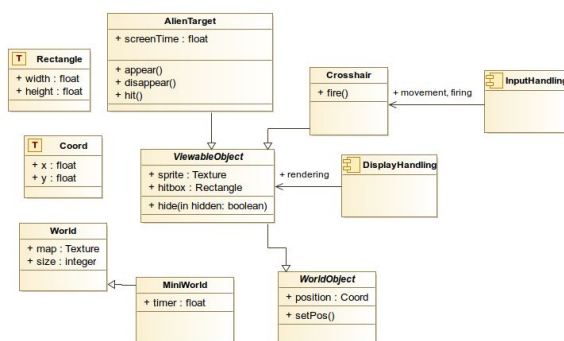 AlienTarget
+ screenTime : float
+ appear()
+ disappear()
+ hit()
T Rectangle
+ width : float
+ height : float
Crosshair
+ fire()
+ movement, firing
InputHandling
T Coord
+ x : float
+ y : float
ViewableObject
+ sprite : Texture
+ hitbox : Rectangle
+ hide(in hidden: boolean)
+ rendering
DisplayHandling
World
+ map : Texture
+ size : integer
MiniWorld
+ timer : float
WorldObject
+ position : Coord
+ setPos()